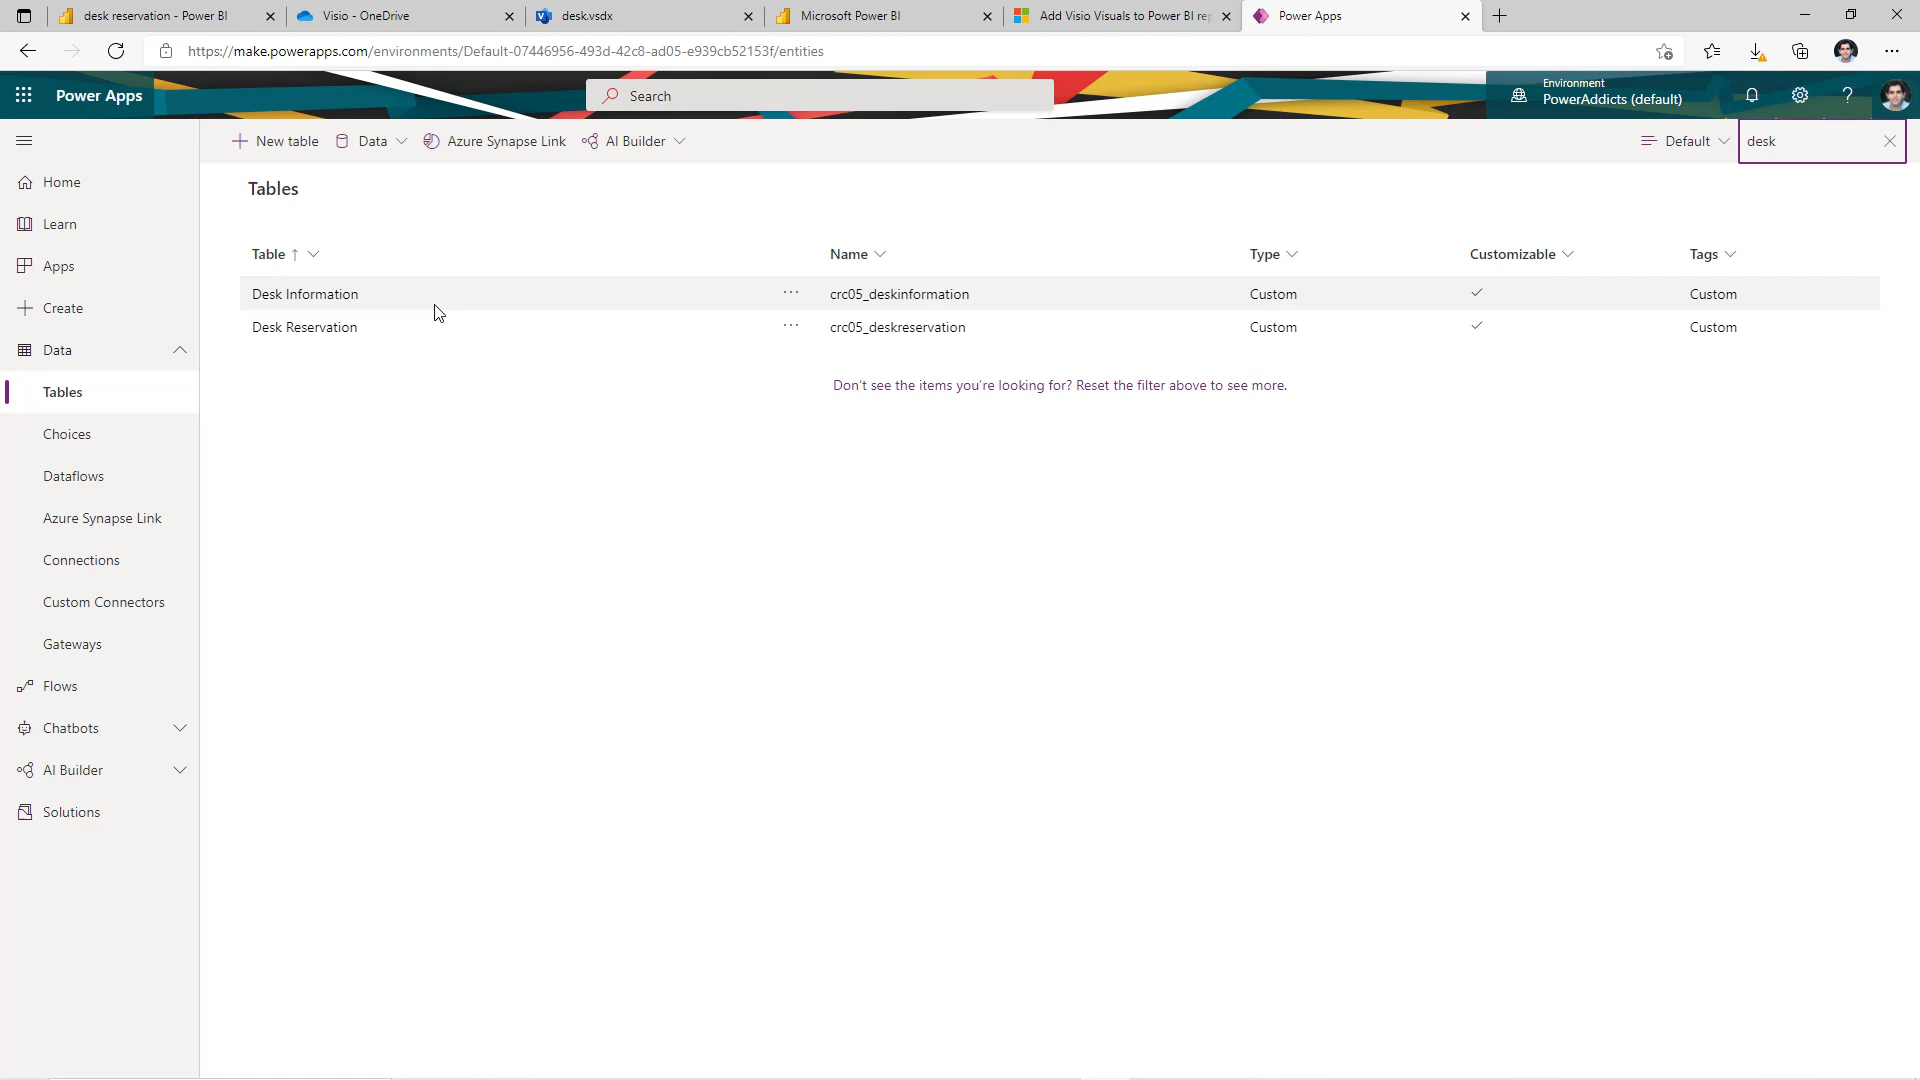 desk reservation - Power BI
Visio - OneDrive
desk.vsdx
Microsoft Power BI
Add Visio Visuals to Power BI rep
Power Apps
https://make.powerapps.com/environments/Default-07446956-493d-42c8-ad05-e939cb52153f/entities
Power Apps
Search
Environment
PowerAddicts (default)
New table
Data
Azure Synapse Link
AI Builder
Default
desk
Home
Learn
Apps
Create
Data
Tables
Choices
Dataflows
Azure Synapse Link
Connections
Custom Connectors
Gateways
Flows
Chatbots
AI Builder
Solutions
Tables
Table ↑ Name Type Customizable Tags
Desk Information ... crc05_deskinformation Custom ✓ Custom
Desk Reservation ... crc05_deskreservation Custom ✓ Custom
Don't see the items you're looking for? Reset the filter above to see more.